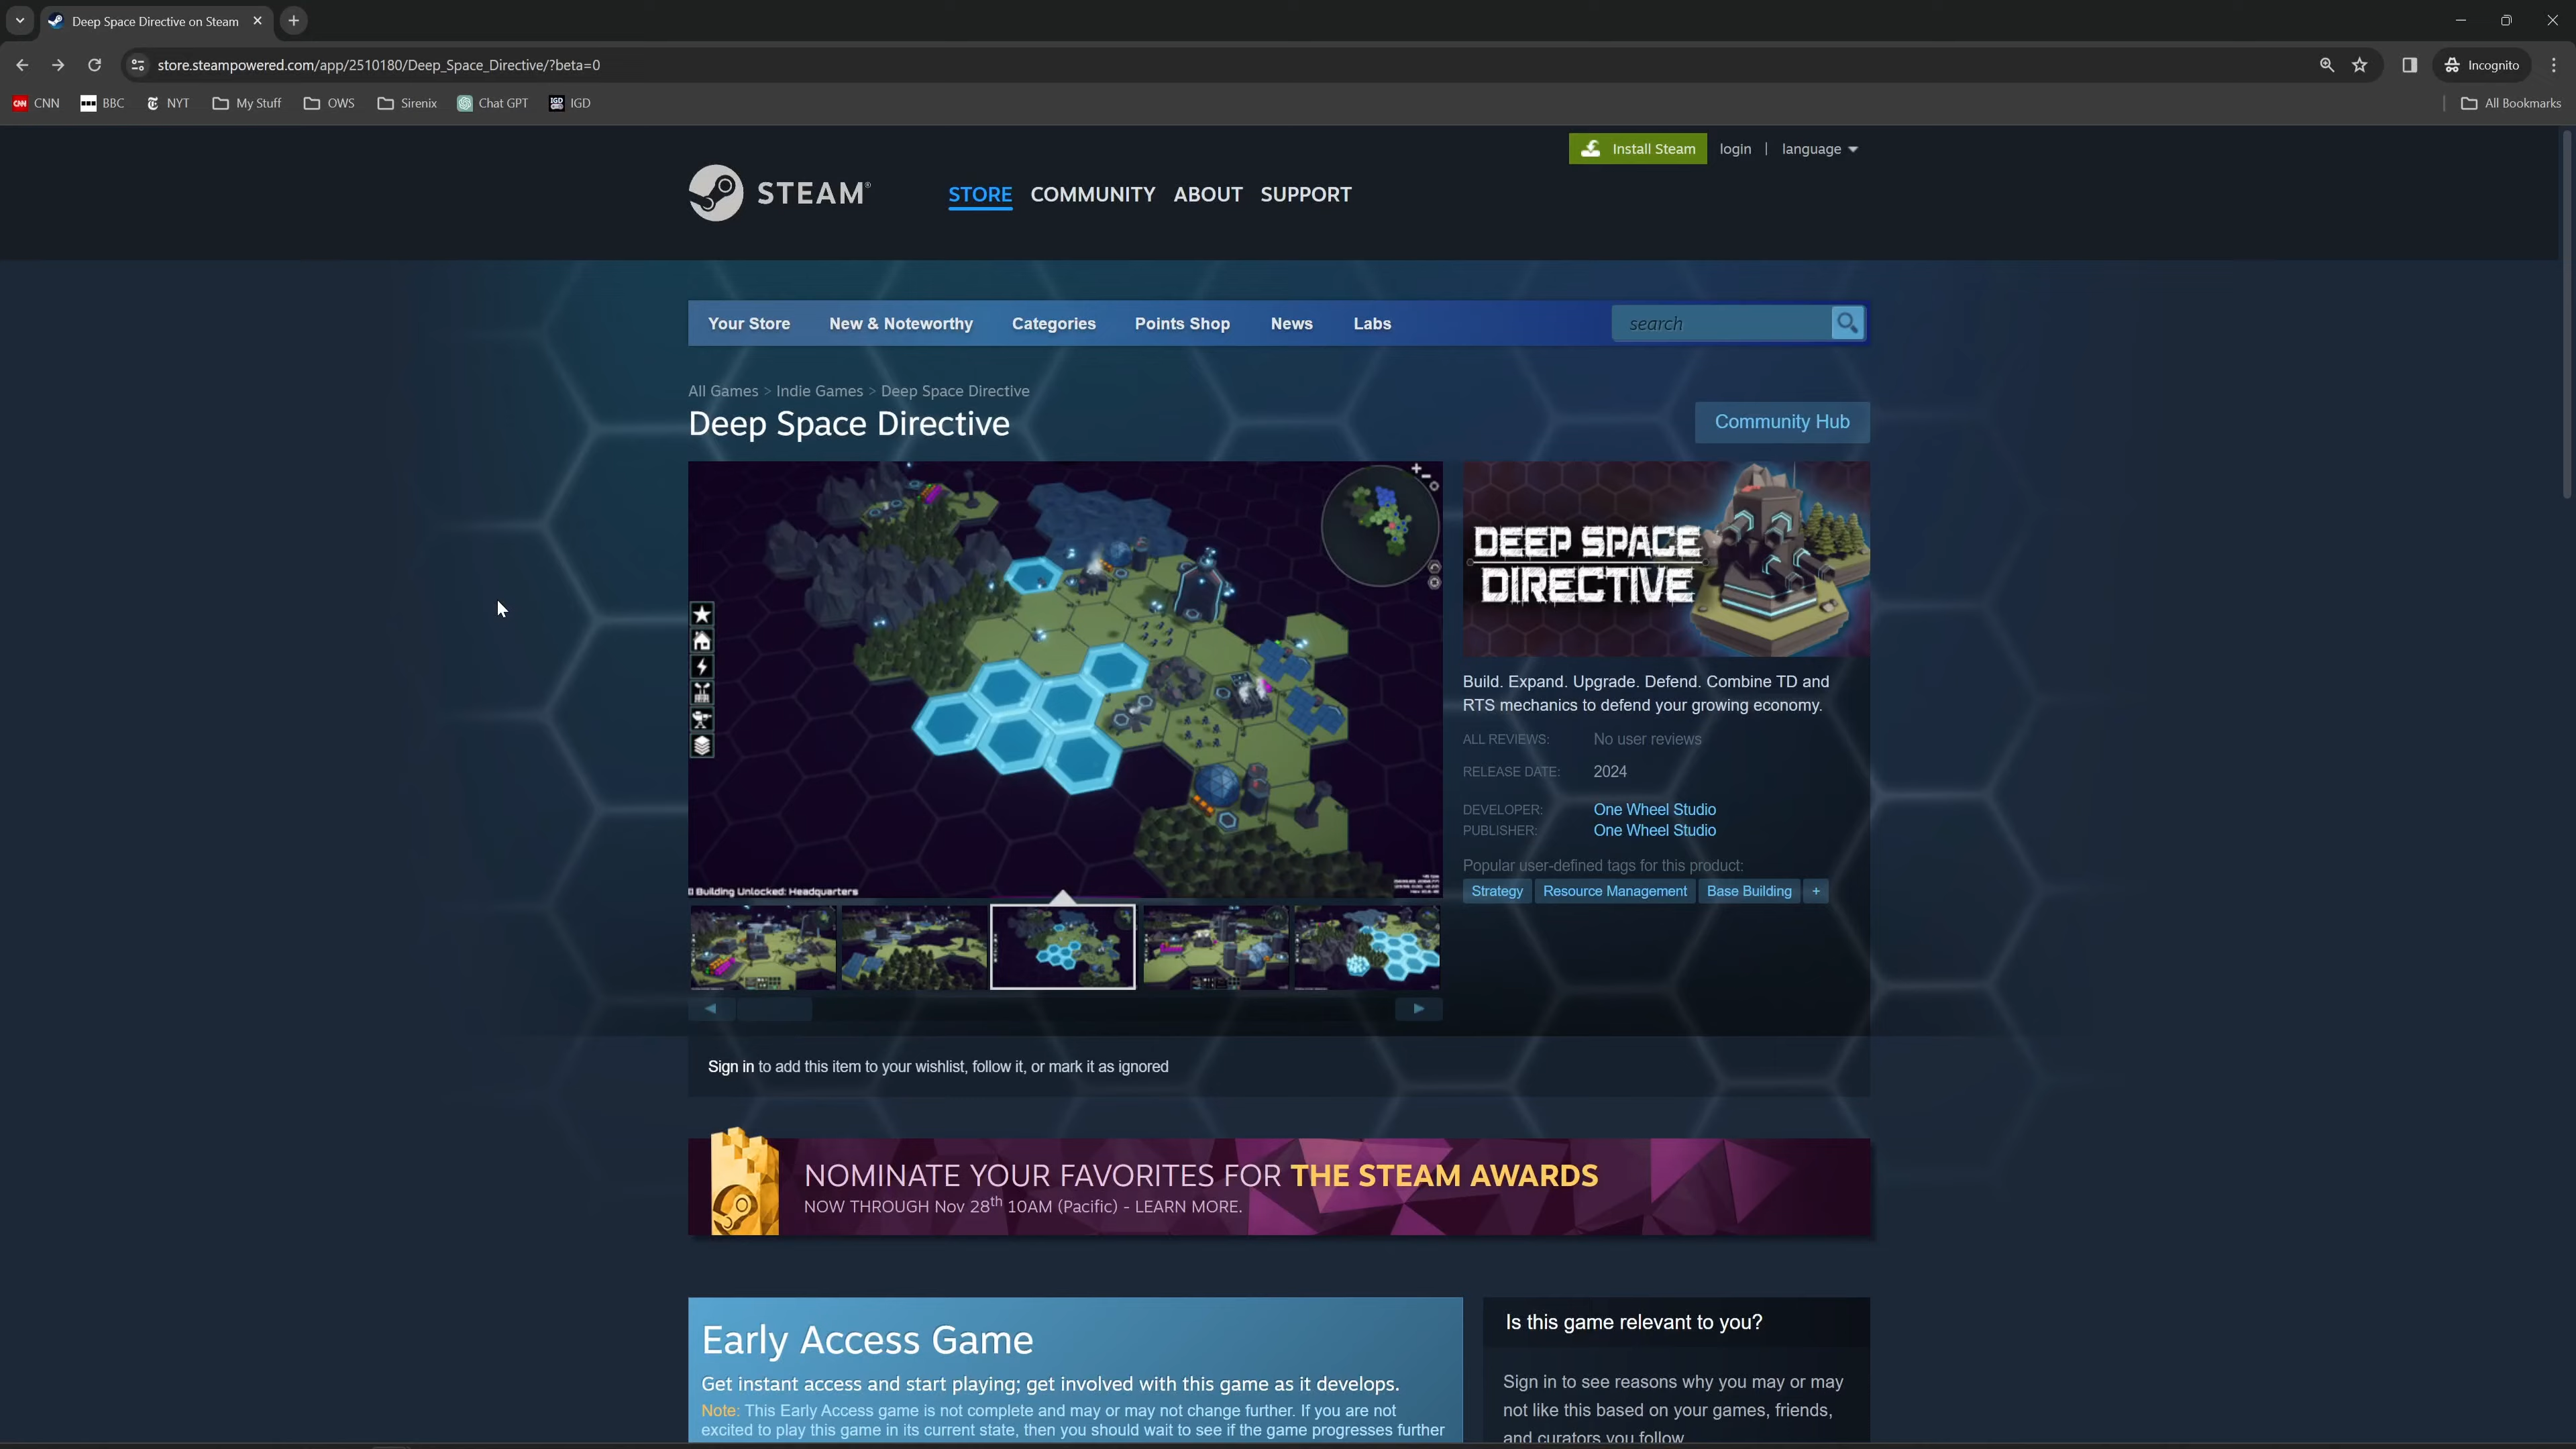 Deep Space Directive on Steam
store.steampowered.com/app/2510180/Deep_Space_Directive/?beta=0
Incognito
CNN
BBC
NYT
My Stuff
OWS
Sirenix
Chat GPT
IGD
All Bookmarks
Install Steam
login | language
STEAM®
STORE COMMUNITY ABOUT SUPPORT
Your Store New & Noteworthy Categories Points Shop News Labs
search
All Games > Indie Games > Deep Space Directive
Deep Space Directive
Community Hub
DEEP SPACE
DIRECTIVE
Build. Expand. Upgrade. Defend. Combine TD and
RTS mechanics to defend your growing economy.
ALL REVIEWS: No user reviews
RELEASE DATE: 2024
DEVELOPER: One Wheel Studio
PUBLISHER: One Wheel Studio
Popular user-defined tags for this product:
Strategy Resource Management Base Building +
Building Unlocked: Headquarters
Sign in to add this item to your wishlist, follow it, or mark it as ignored
NOMINATE YOUR FAVORITES FOR THE STEAM AWARDS
NOW THROUGH Nov 28th 10AM (Pacific) - LEARN MORE.
Early Access Game
Get instant access and start playing; get involved with this game as it develops.
Note: This Early Access game is not complete and may or may not change further. If you are not
excited to play this game in its current state, then you should wait to see if the game progresses further
Is this game relevant to you?
Sign in to see reasons why you may or may
not like this based on your games, friends,
and curators you follow